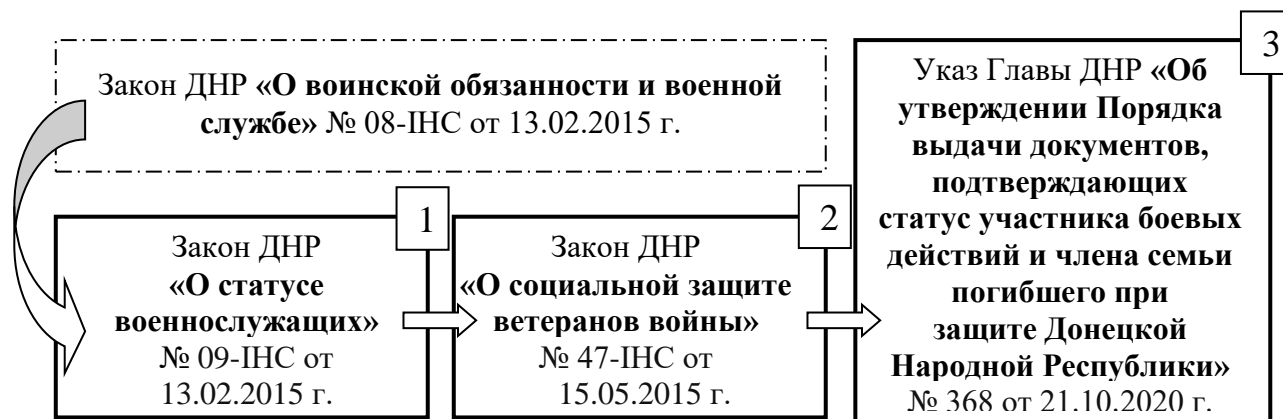 Закон ДНР «О воинской обязанности и военной
службе» № 08-IНС от 13.02.2015 г.
1
Закон ДНР
«О статусе
военнослужащих»
№ 09-IНС от
13.02.2015 г.
2
Закон ДНР
«О социальной защите
ветеранов войны»
№ 47-IНС от
15.05.2015 г.
3
Указ Главы ДНР «Об
утверждении Порядка
выдачи документов,
подтверждающих
статус участника боевых
действий и члена семьи
погибшего при
защите Донецкой
Народной Республики»
№ 368 от 21.10.2020 г.